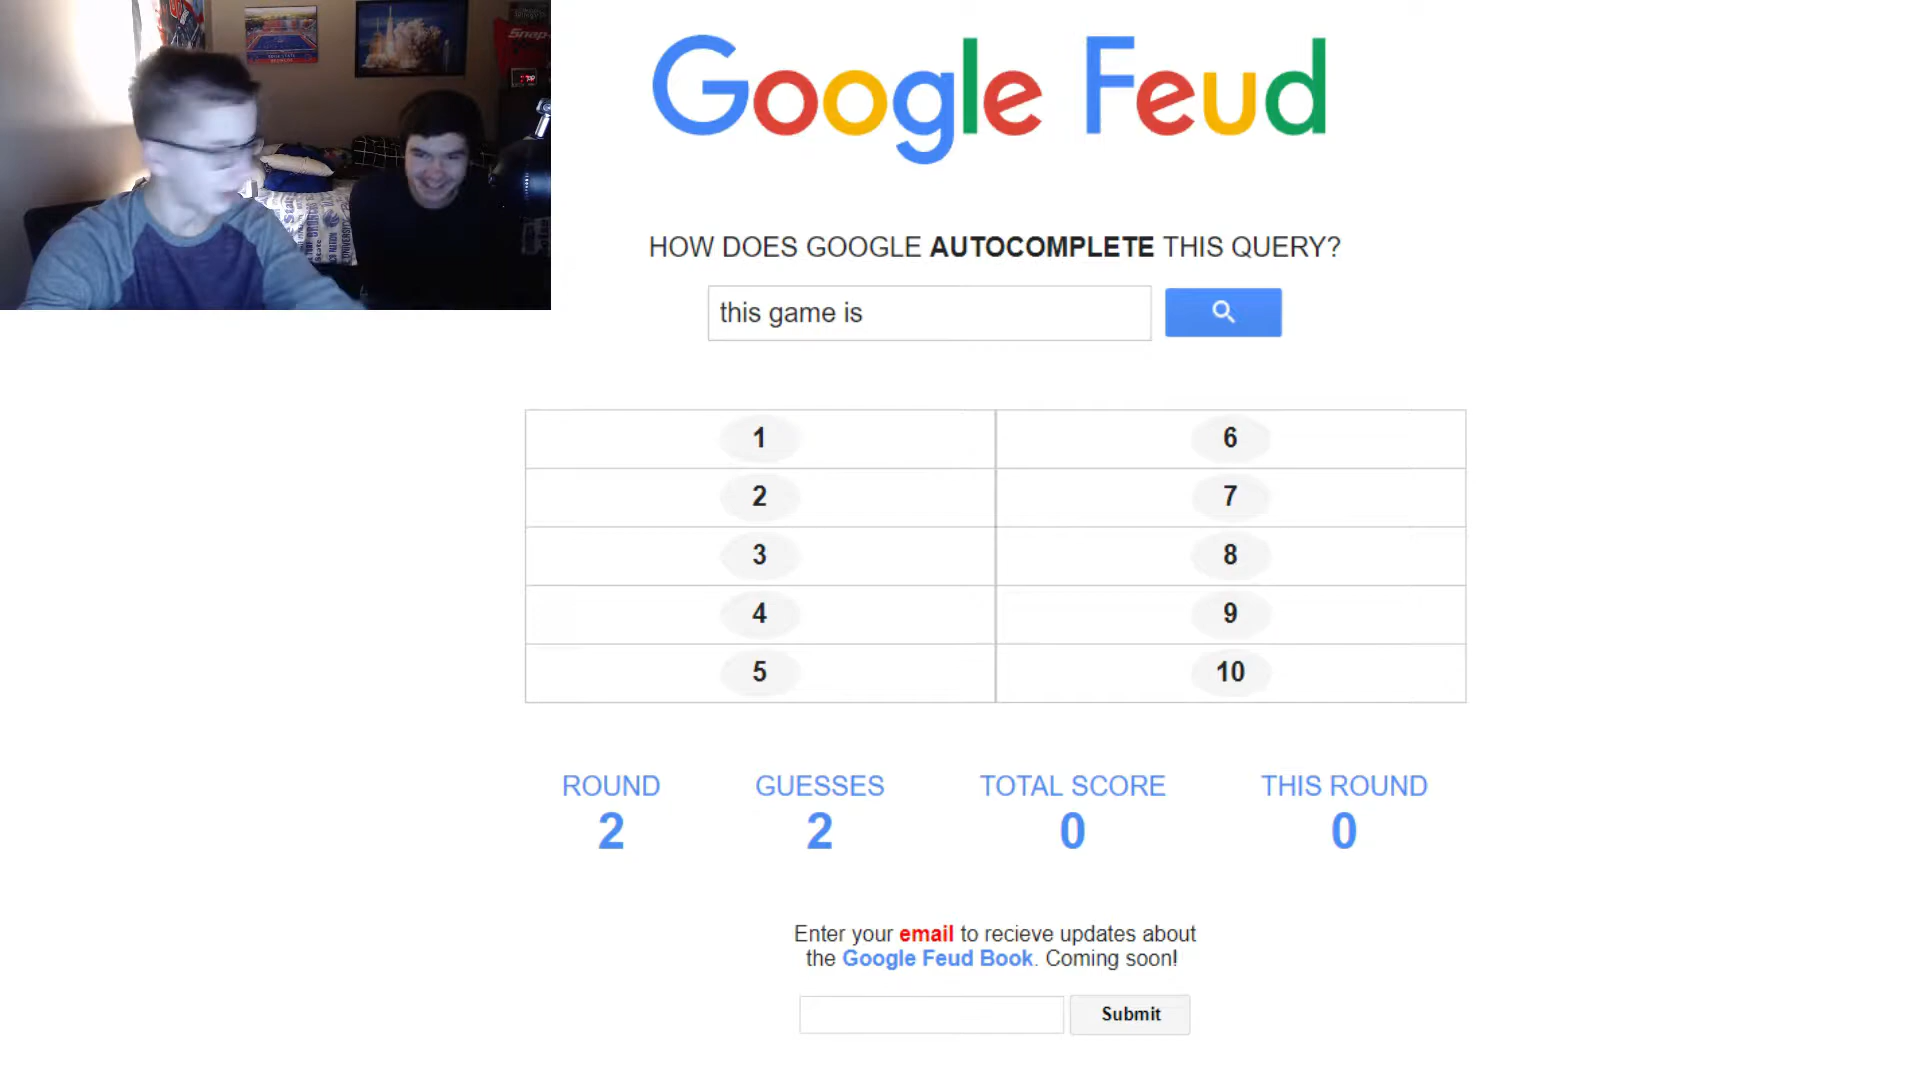 Google Feud
HOW DOES GOOGLE AUTOCOMPLETE THIS QUERY?
this game is
1 6
2 7
3 8
4 9
5 10
ROUND GUESSES TOTAL SCORE THIS ROUND
2 2 0 0
Enter your email to recieve updates about
the Google Feud Book. Coming soon!
Submit
Snap-